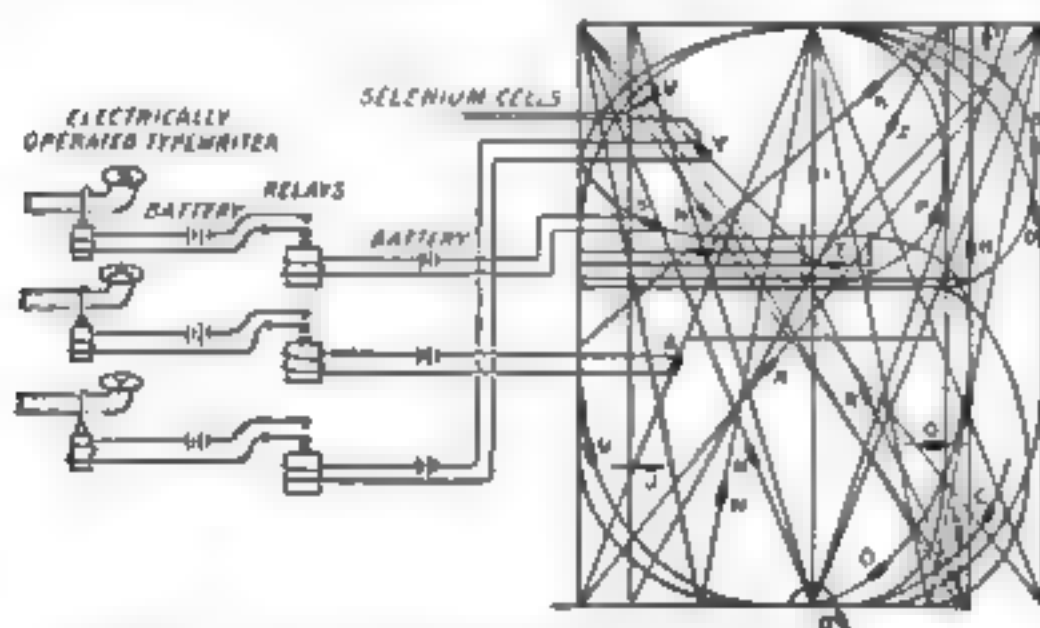 SELENIUM CELLS
ELECTRICALLY
OPERATED TYPEWRITER
RELAYS
BATTERY
BATTERY
U
Y
K
Z
I
N
P
H
T
A
R
O
U
J
M
N
C
O